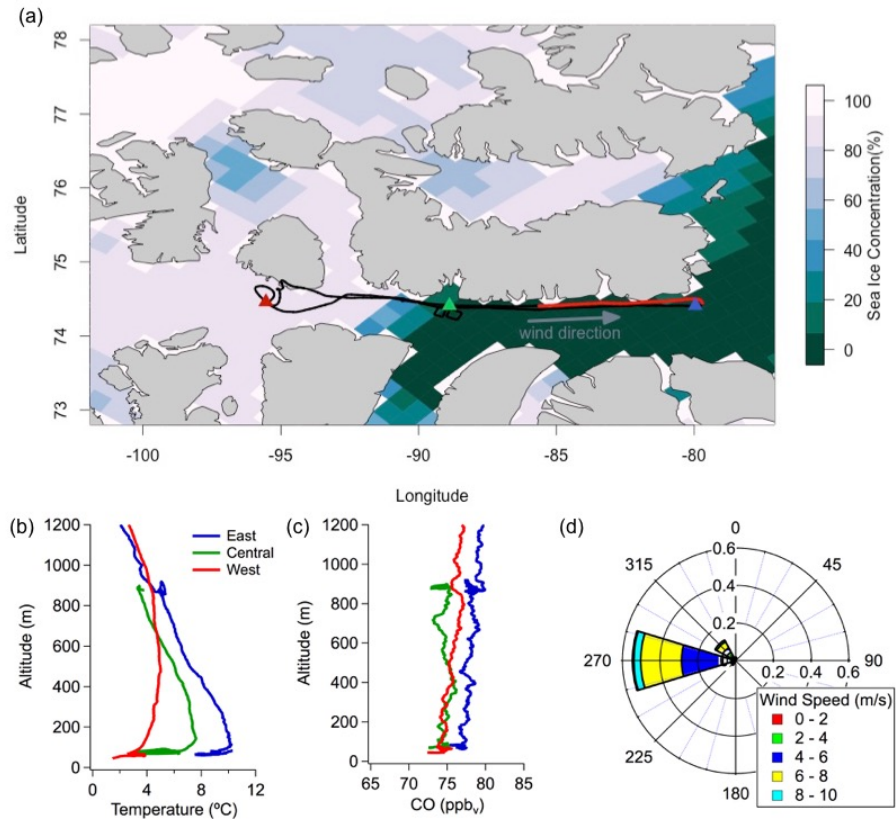 (a)
78
77
76
75
74
73
Latitude
-100
-95
-90
-85
-80
Longitude
wind direction
100
80
60
40
20
0
Sea Ice Concentration(%)
(b)
1200
1000
800
600
400
200
0
Altitude (m)
0
4
8
12
Temperature (ºC)
East
Central
West
(c)
1200
1000
800
600
400
200
0
Altitude (m)
65
75
80
85
CO (ppbv)
(d)
0
45
90
180
225
270
315
0.6
0.4
0.2
0.2
0.4
0.6
Wind Speed (m/s)
0 - 2
2 - 4
4 - 6
6 - 8
8 - 10